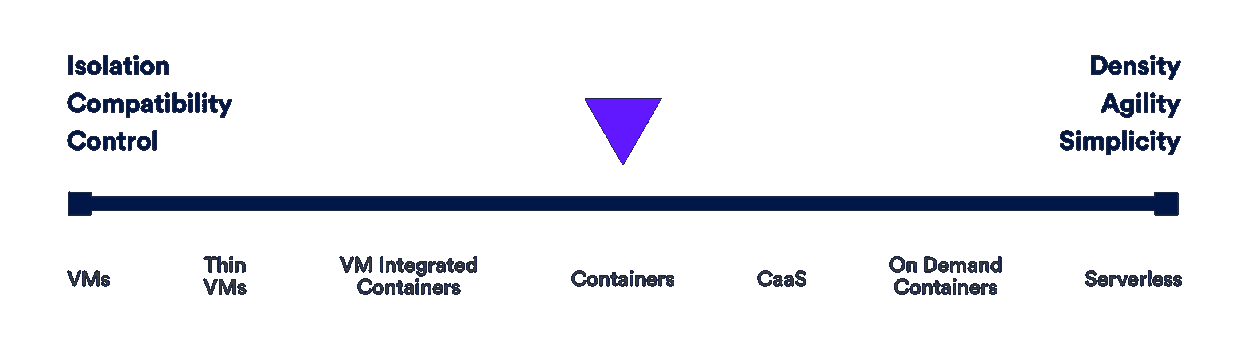 Isolation
Compatibility
Control
Density
Agility
Simplicity
VMs
Thin
VMs
VM Integrated
Containers
Containers
CaaS
On Demand
Containers
Serverless